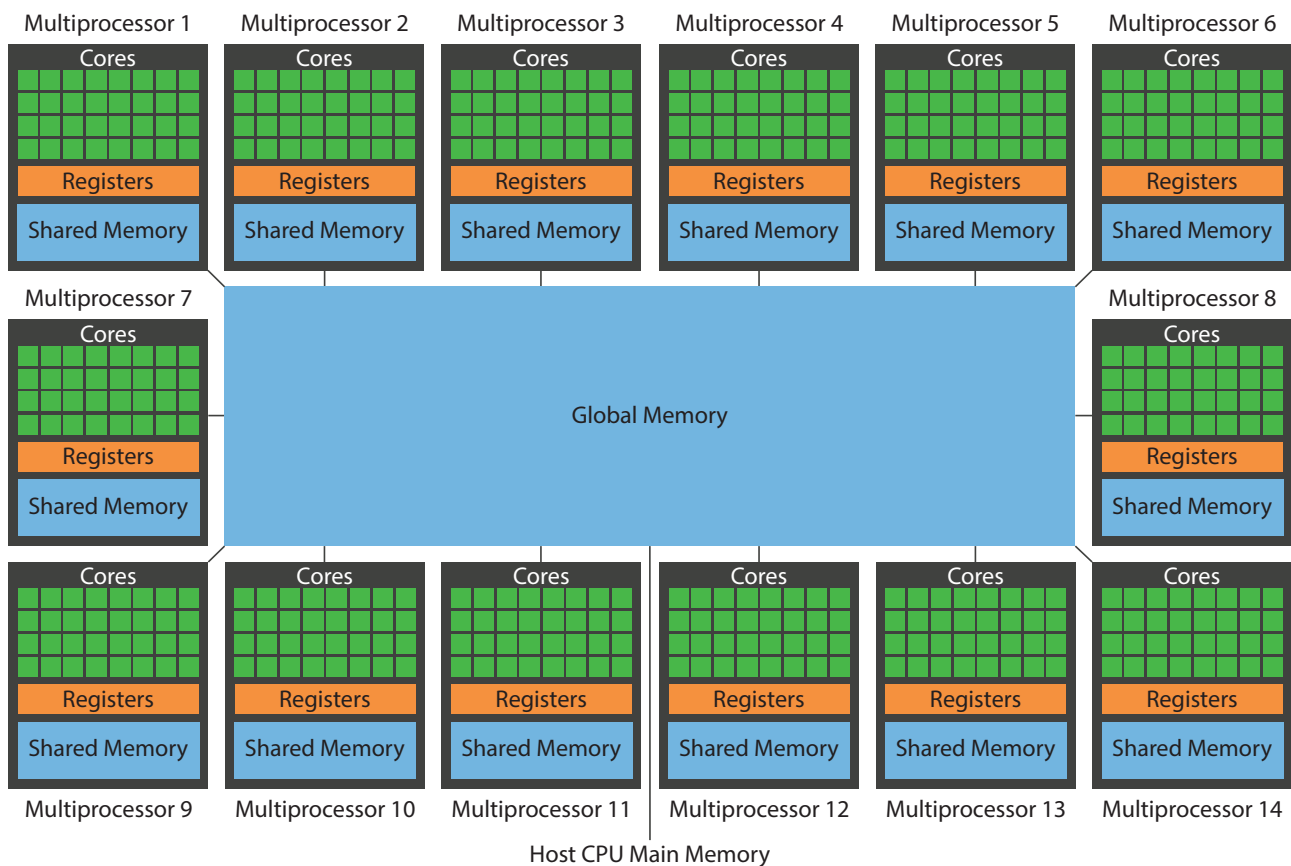 Multiprocessor 1 Multiprocessor 2 Multiprocessor 3 Multiprocessor 4 Multiprocessor 5 Multiprocessor 6
Cores Cores Cores Cores Cores Cores
Registers Registers Registers Registers Registers Registers
Shared Memory Shared Memory Shared Memory Shared Memory Shared Memory Shared Memory
Multiprocessor 7 Multiprocessor 8
Cores Cores
Global Memory
Registers Registers
Shared Memory Shared Memory
Cores Cores Cores Cores Cores Cores
Registers Registers Registers Registers Registers Registers
Shared Memory Shared Memory Shared Memory Shared Memory Shared Memory Shared Memory
Multiprocessor 9 Multiprocessor 10 Multiprocessor 11 Multiprocessor 12 Multiprocessor 13 Multiprocessor 14
Host CPU Main Memory